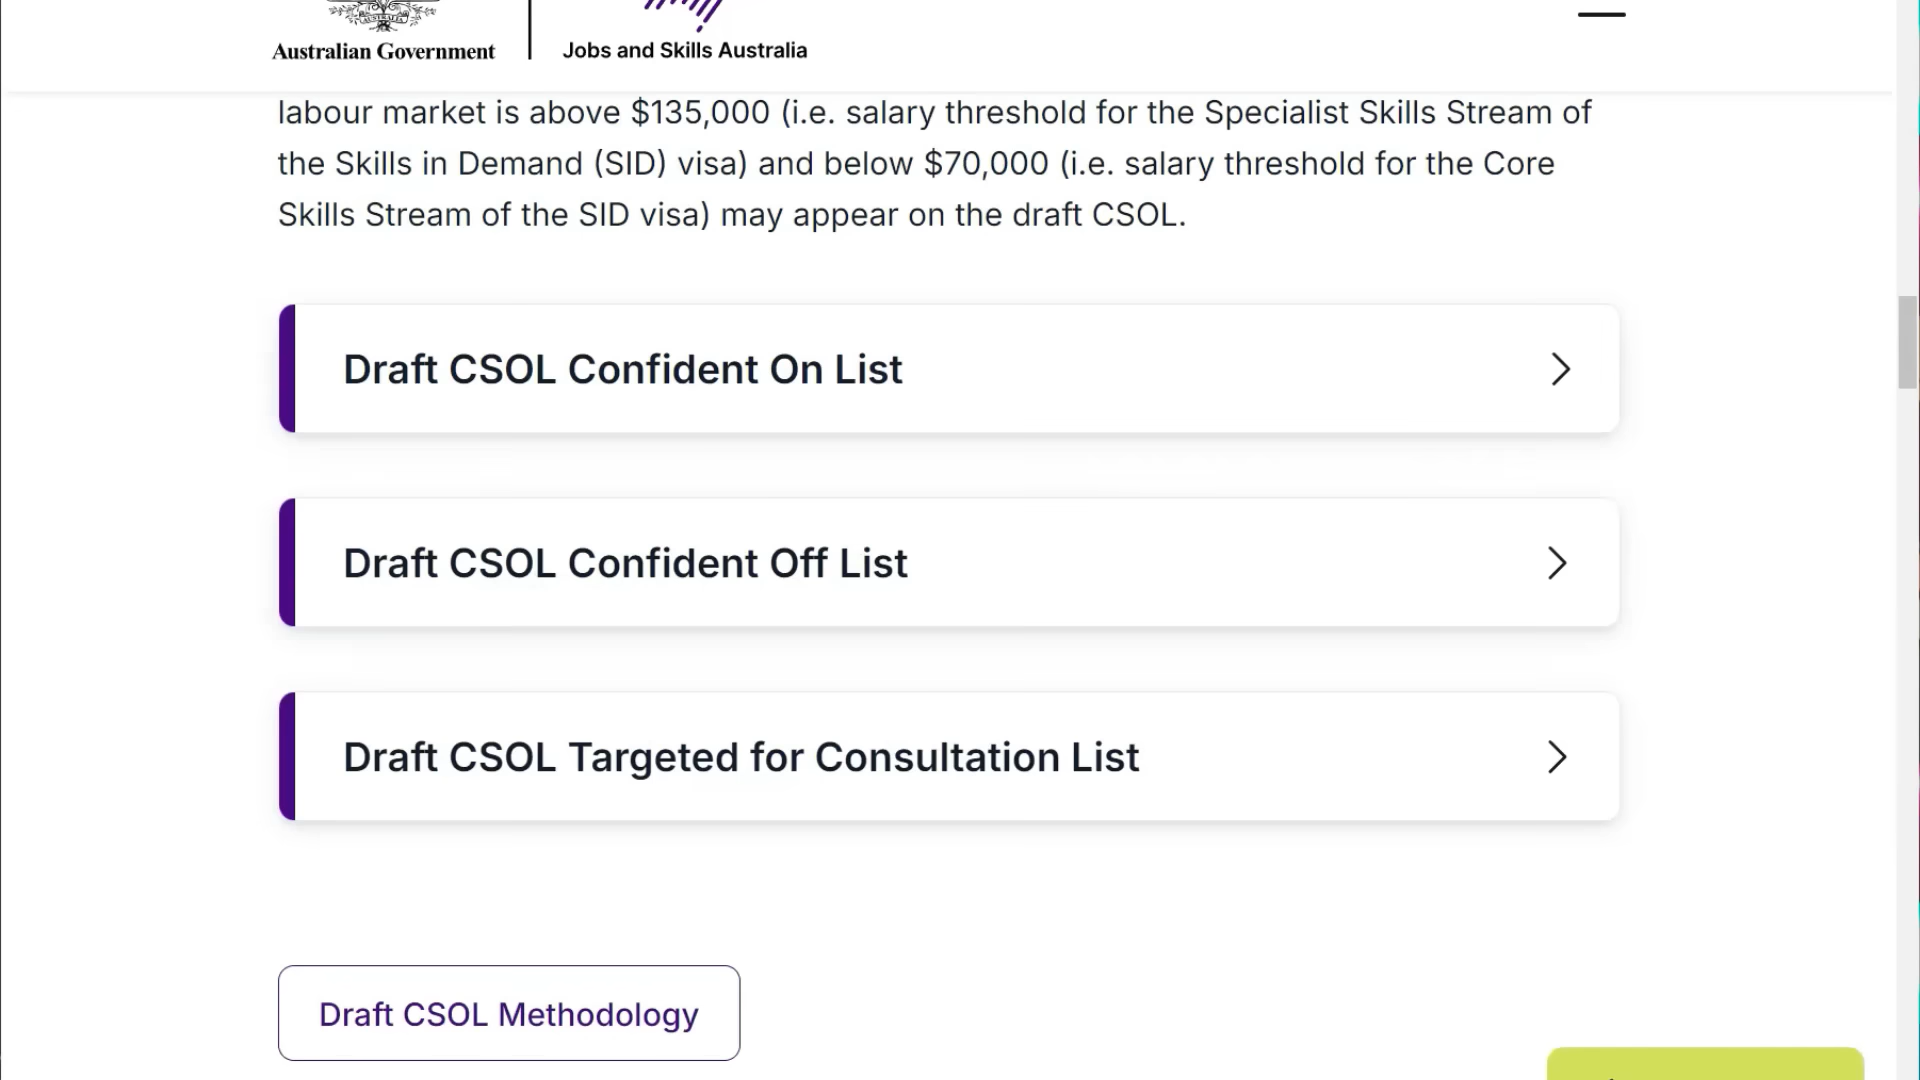 AUSTRALIA
Australian Government
Jobs and Skills Australia
labour market is above $135,000 (i.e. salary threshold for the Specialist Skills Stream of
the Skills in Demand (SID) visa) and below $70,000 (i.e. salary threshold for the Core
Skills Stream of the SID visa) may appear on the draft CSOL.
Draft CSOL Confident On List
Draft CSOL Confident Off List
Draft CSOL Targeted for Consultation List
Draft CSOL Methodology